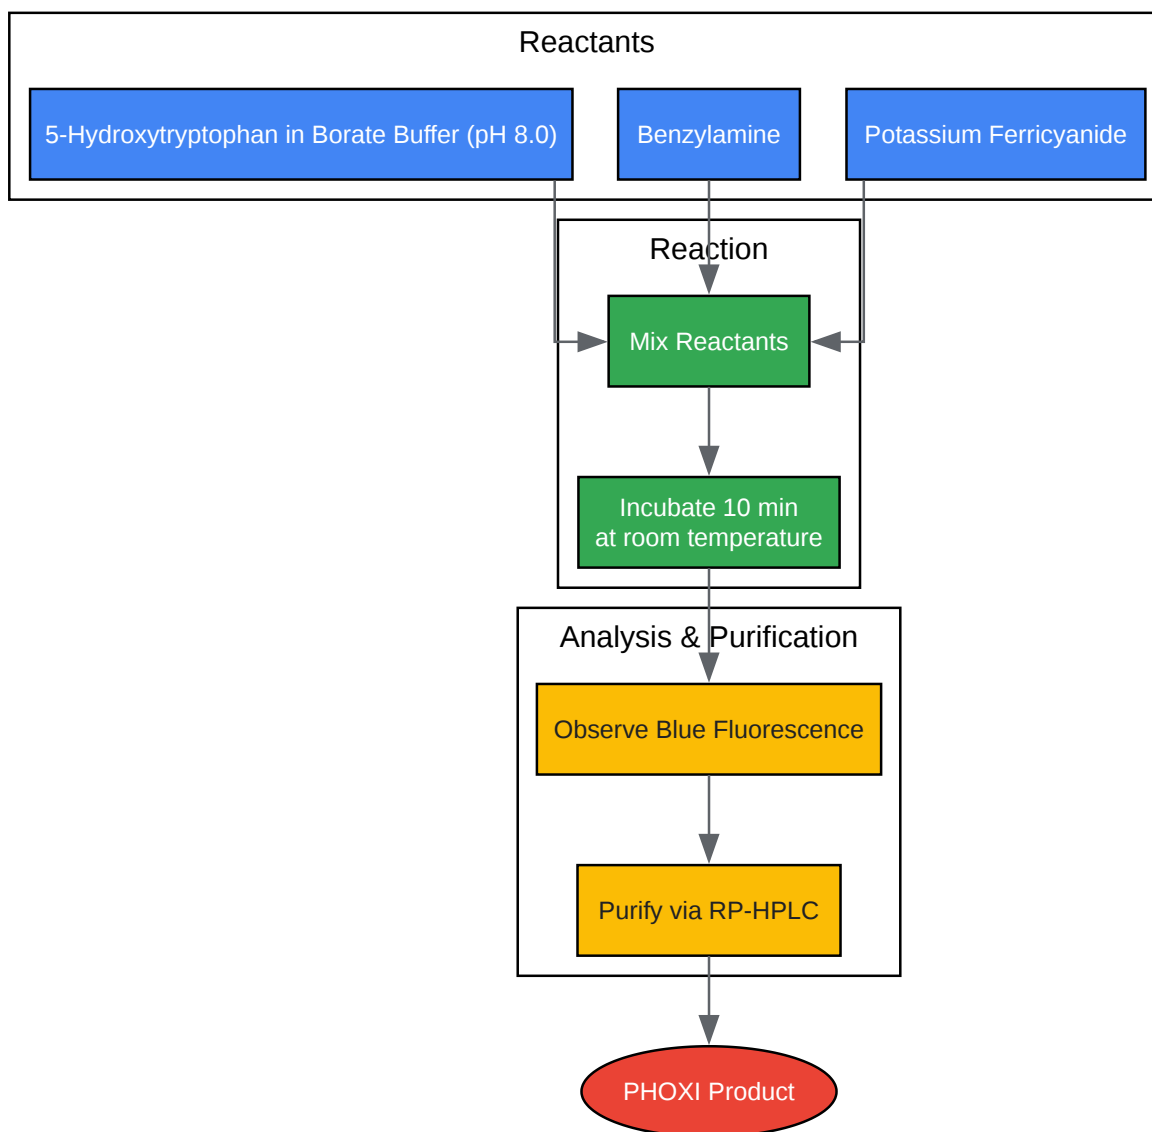 Reactants
5-Hydroxytryptophan in Borate Buffer (pH 8.0)
Benzylamine
Potassium Ferricyanide
Reaction
Mix Reactants
Incubate 10 min
at room temperature
Analysis & Purification
Observe Blue Fluorescence
Purify via RP-HPLC
PHOXI Product